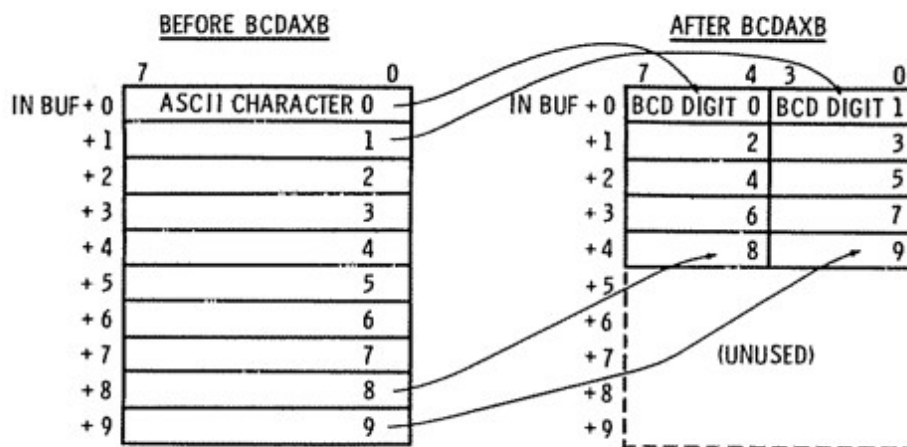 BEFORE BCDAXB
7 0
IN BUF + 0 ASCII CHARACTER 0
+1 1
+2 2
+3 3
+4 4
+5 5
+6 6
+7 7
+8 8
+9 9
AFTER BCDAXB
7 4 3 0
IN BUF + 0 BCD DIGIT 0 BCD DIGIT 1
+1 2 3
+2 4 5
+3 6 7
+4 8 9
+5
+6
+7 (UNUSED)
+8
+9